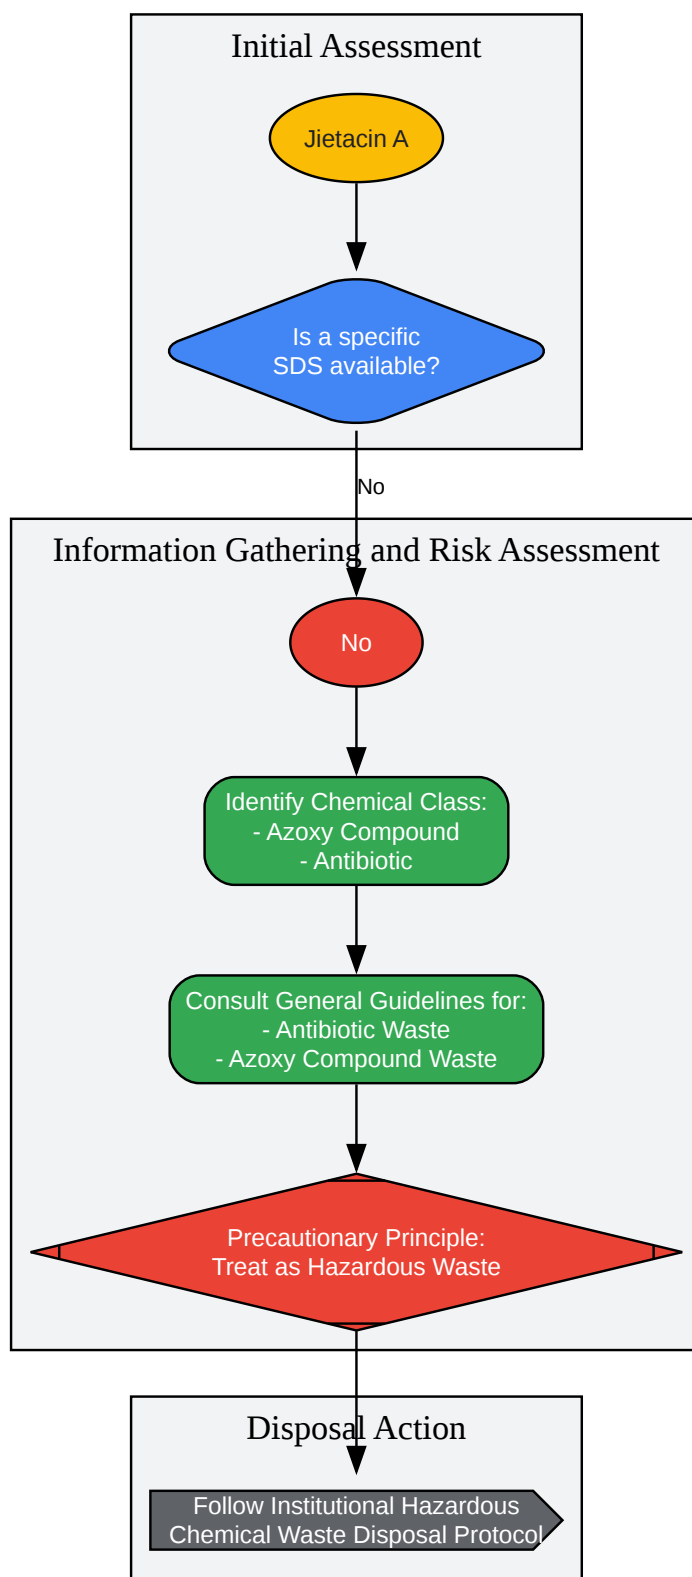 Initial Assessment
Jietacin A
Is a specific
SDS available?
No
Information Gathering and Risk Assessment
No
Identify Chemical Class:
- Azoxy Compound
- Antibiotic
Consult General Guidelines for:
- Antibiotic Waste
- Azoxy Compound Waste
Precautionary Principle:
Treat as Hazardous Waste
Disposal Action
Follow Institutional Hazardous
Chemical Waste Disposal Protocol